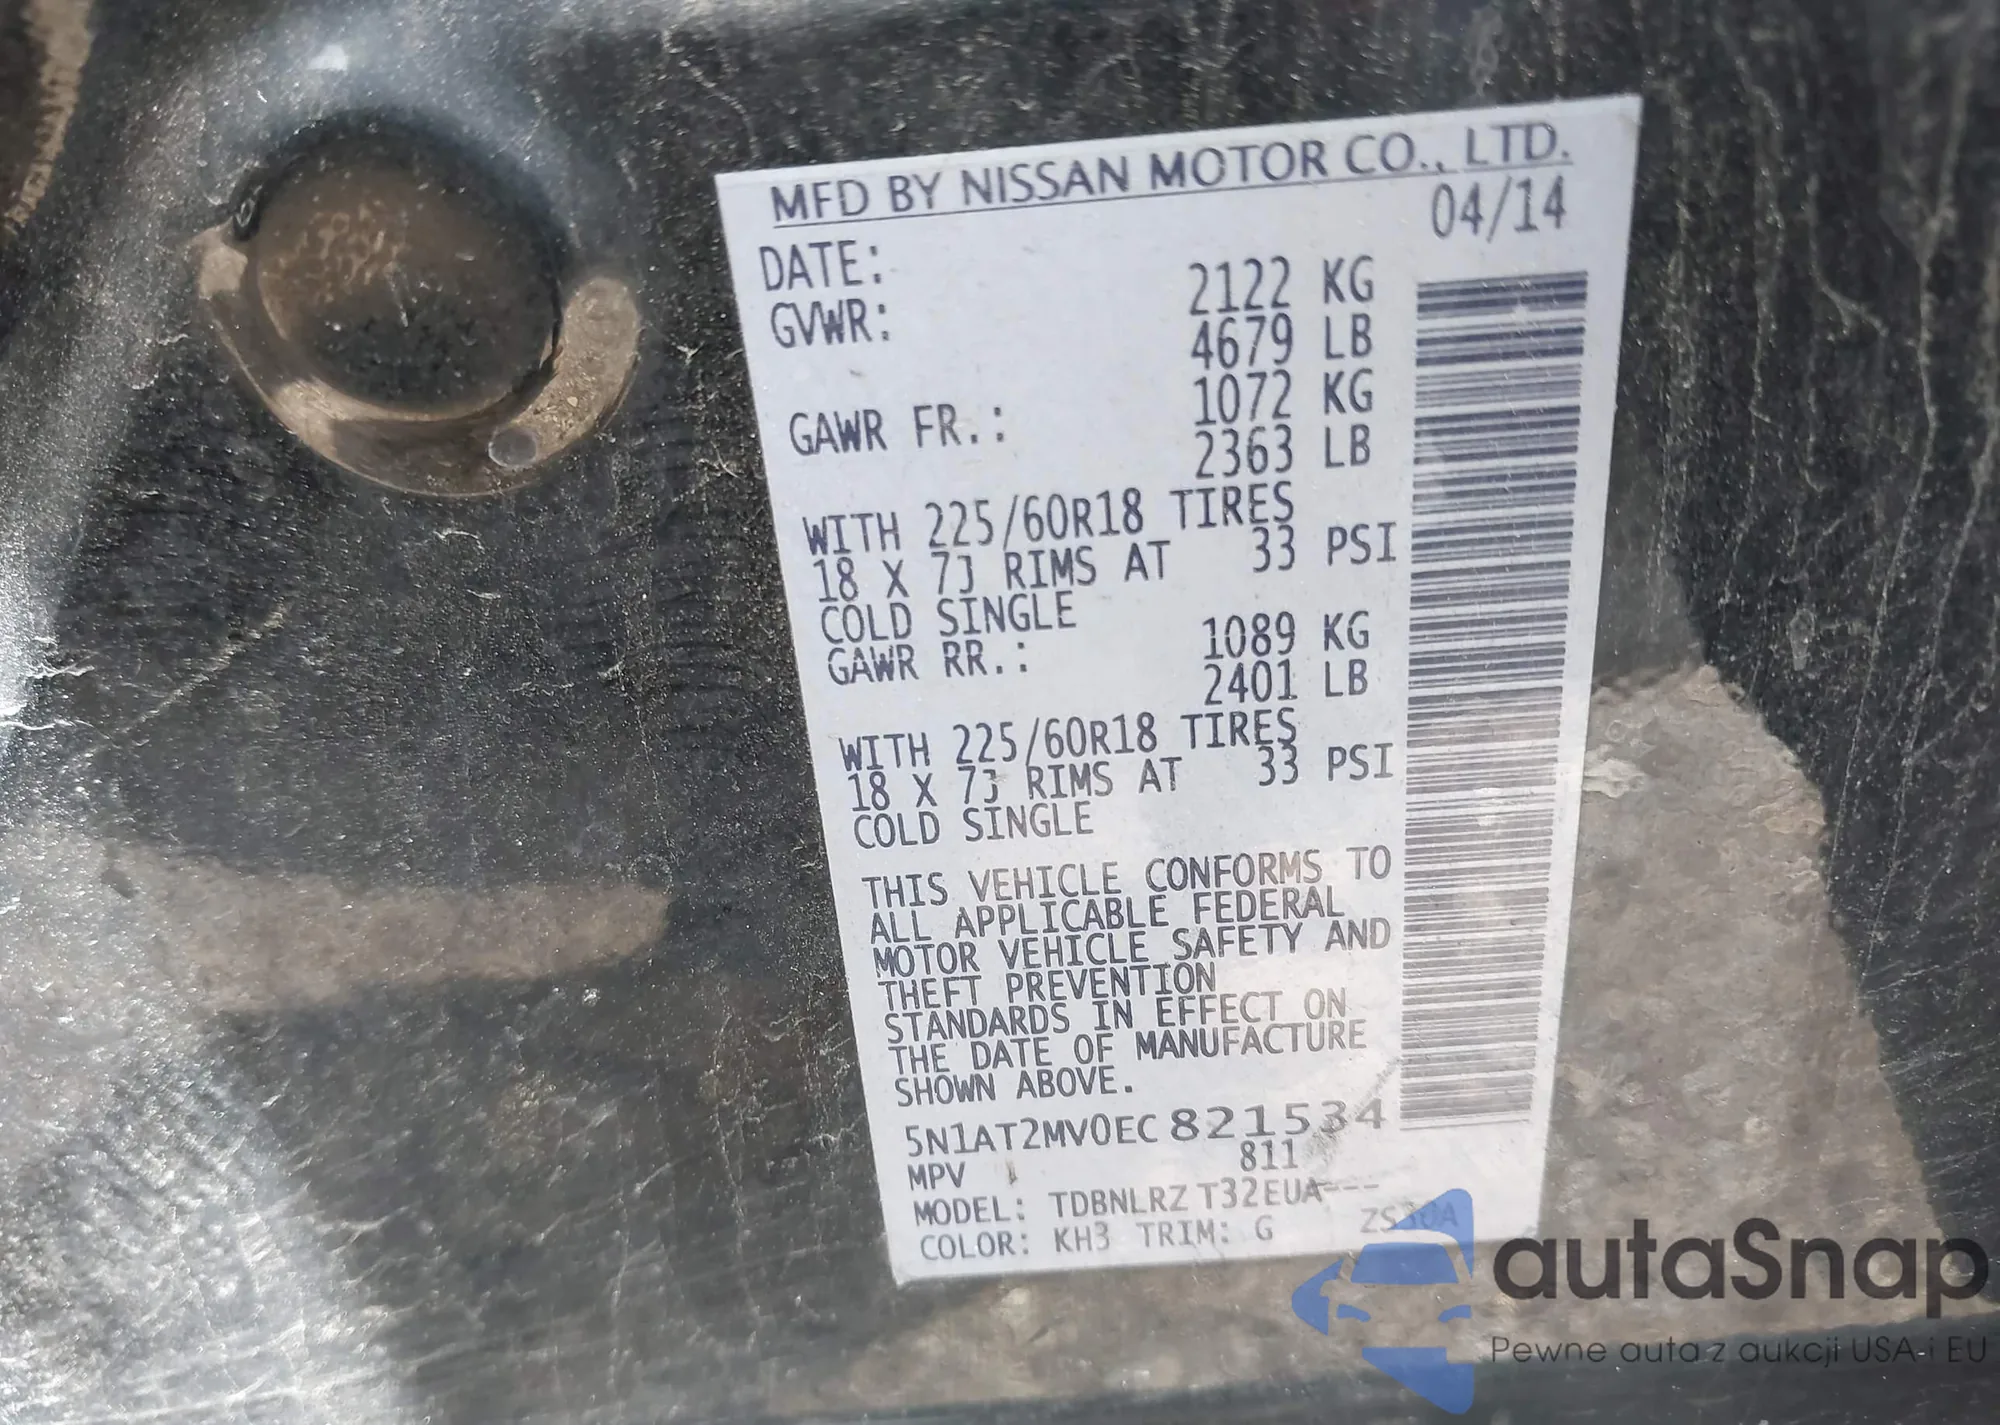 MFD BY NISSAN MOTOR CO., LTD.
DATE: 04/14
GVWR: 2122 KG
4679 LB
GAWR FR.: 1072 KG
2363 LB
WITH 225/60R18 TIRES
18 X 7J RIMS AT 33 PSI
COLD SINGLE
GAWR RR.: 1089 KG
2401 LB
WITH 225/60R18 TIRES
18 X 7J RIMS AT 33 PSI
COLD SINGLE
THIS VEHICLE CONFORMS TO
ALL APPLICABLE FEDERAL
MOTOR VEHICLE SAFETY AND
THEFT PREVENTION
STANDARDS IN EFFECT ON
THE DATE OF MANUFACTURE
SHOWN ABOVE.
5N1AT2MV0EC821534
MPV 811
MODEL: TDBNLRZ T32EUA---
COLOR: KH3 TRIM: G
autaSnap
Pewne auta z aukcji USA i EU